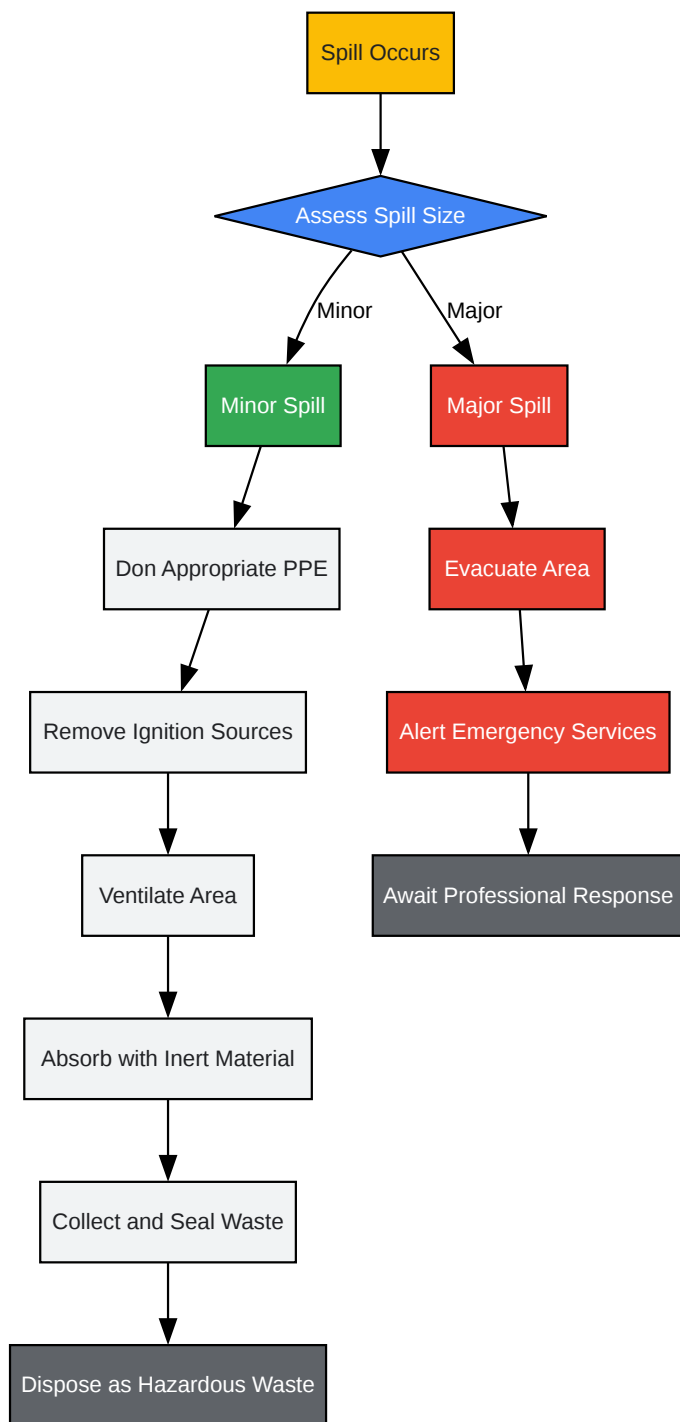 Spill Occurs
Assess Spill Size
Minor
Major
Minor Spill
Major Spill
Don Appropriate PPE
Evacuate Area
Remove Ignition Sources
Alert Emergency Services
Ventilate Area
Await Professional Response
Absorb with Inert Material
Collect and Seal Waste
Dispose as Hazardous Waste